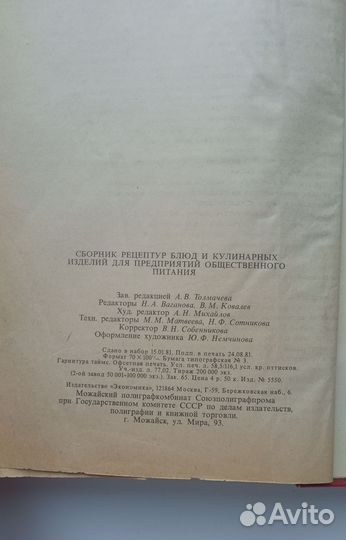 СБОРНИК РЕЦЕПТУР БЛЮД И КУЛИНАРНЫХ
ИЗДЕЛИЙ ДЛЯ ПРЕДПРИЯТИЙ ОБЩЕСТВЕННОГО
ПИТАНИЯ
Зав. редакцией А. В. Толмачева
Редакторы Н. А. Ваганова, В. М. Ковалев
Худ. редактор А. Н. Михайлов
Техн. редакторы М. М. Матвеева, Н. Ф. Сотникова
Корректор В. Н. Собенникова
Оформление художника Ю. Ф. Немчинова
Сдано в набор 15.01.81. Подп. в печать 24.08.81.
Формат 70 × 100 1/16. Бумага типографская № 3.
Гарнитура таймс. Офсетная печать. Усл. печ. л. 58,5/116,1 усл. кр. оттисков.
Уч.-изд. л. 77,02. Тираж 200 000 экз.
(2-ой завод 50 001-100 000 экз.). Зак. 65. Цена 4 р. 50 к. Изд. № 5550.
Издательство «Экономика», 121864 Москва, Г-59, Бережковская наб., 6.
Можайский полиграфкомбинат Союзполиграфпрома
при Государственном комитете СССР по делам издательств,
полиграфии и книжной торговли.
г. Можайск, ул. Мира, 93.
Avito